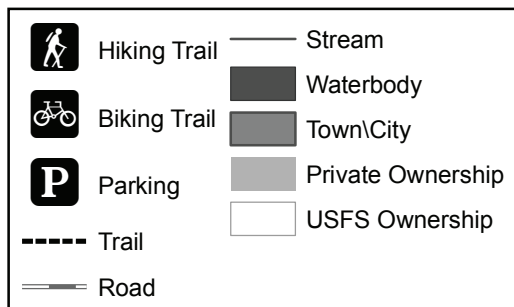 Hiking Trail
Biking Trail
P
Parking
Trail
Road
Stream
Waterbody
Town\City
Private Ownership
USFS Ownership